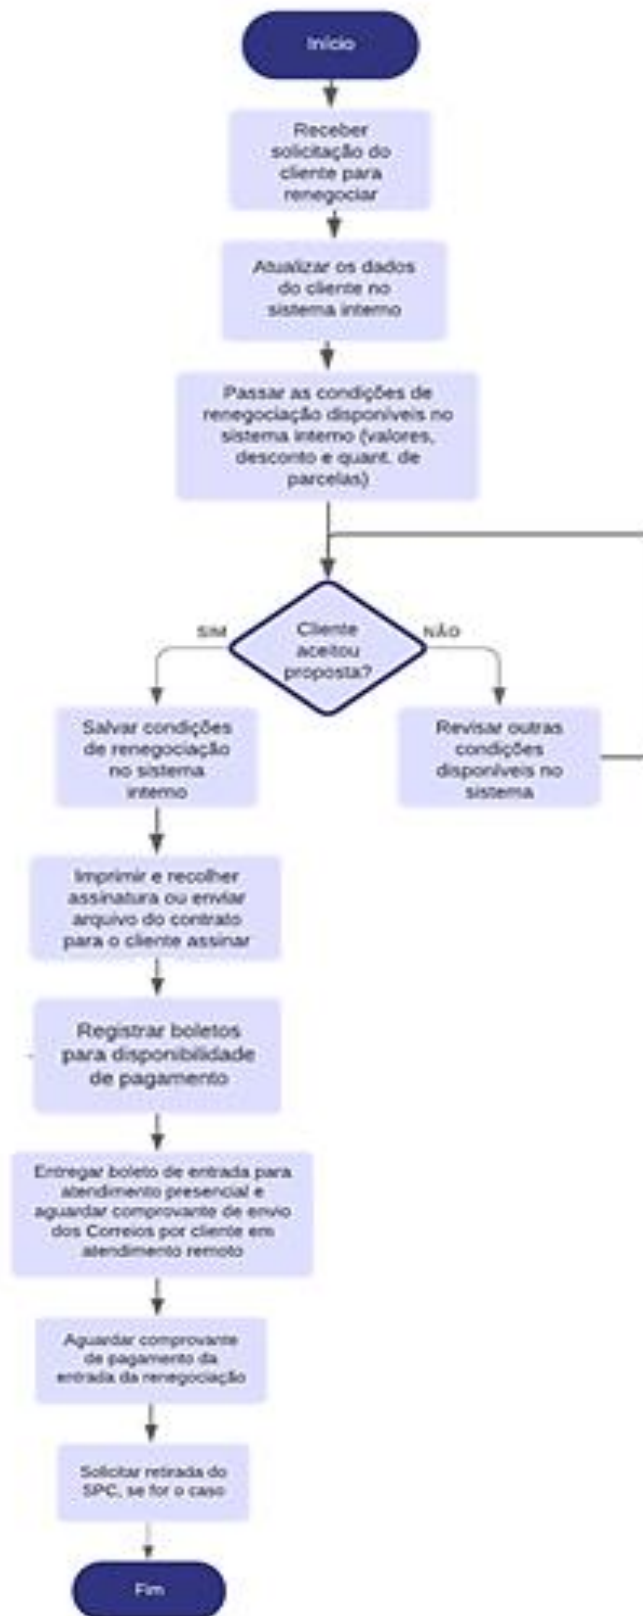 Início
Receber
solicitação do
cliente para
renegociar
Atualizar os dados
do cliente no
sistema interno
Passar as condições de
renegociação disponíveis no
sistema interno (valores,
desconto e quant. de
parcelas)
Cliente
aceitou
proposta?
SIM
NÃO
Salvar condições
de renegociação
no sistema
interno
Revisar outras
condições
disponíveis no
sistema
Imprimir e recolher
assinatura ou enviar
arquivo do contrato
para o cliente assinar
Registrar boletos
para disponibilidade
de pagamento
Entregar boleto de entrada para
atendimento presencial e
aguardar comprovante de envio
dos Correios por cliente em
atendimento remoto
Aguardar comprovante
de pagamento da
entrada da renegociação
Solicitar retirada do
SPC, se for o caso
Fim